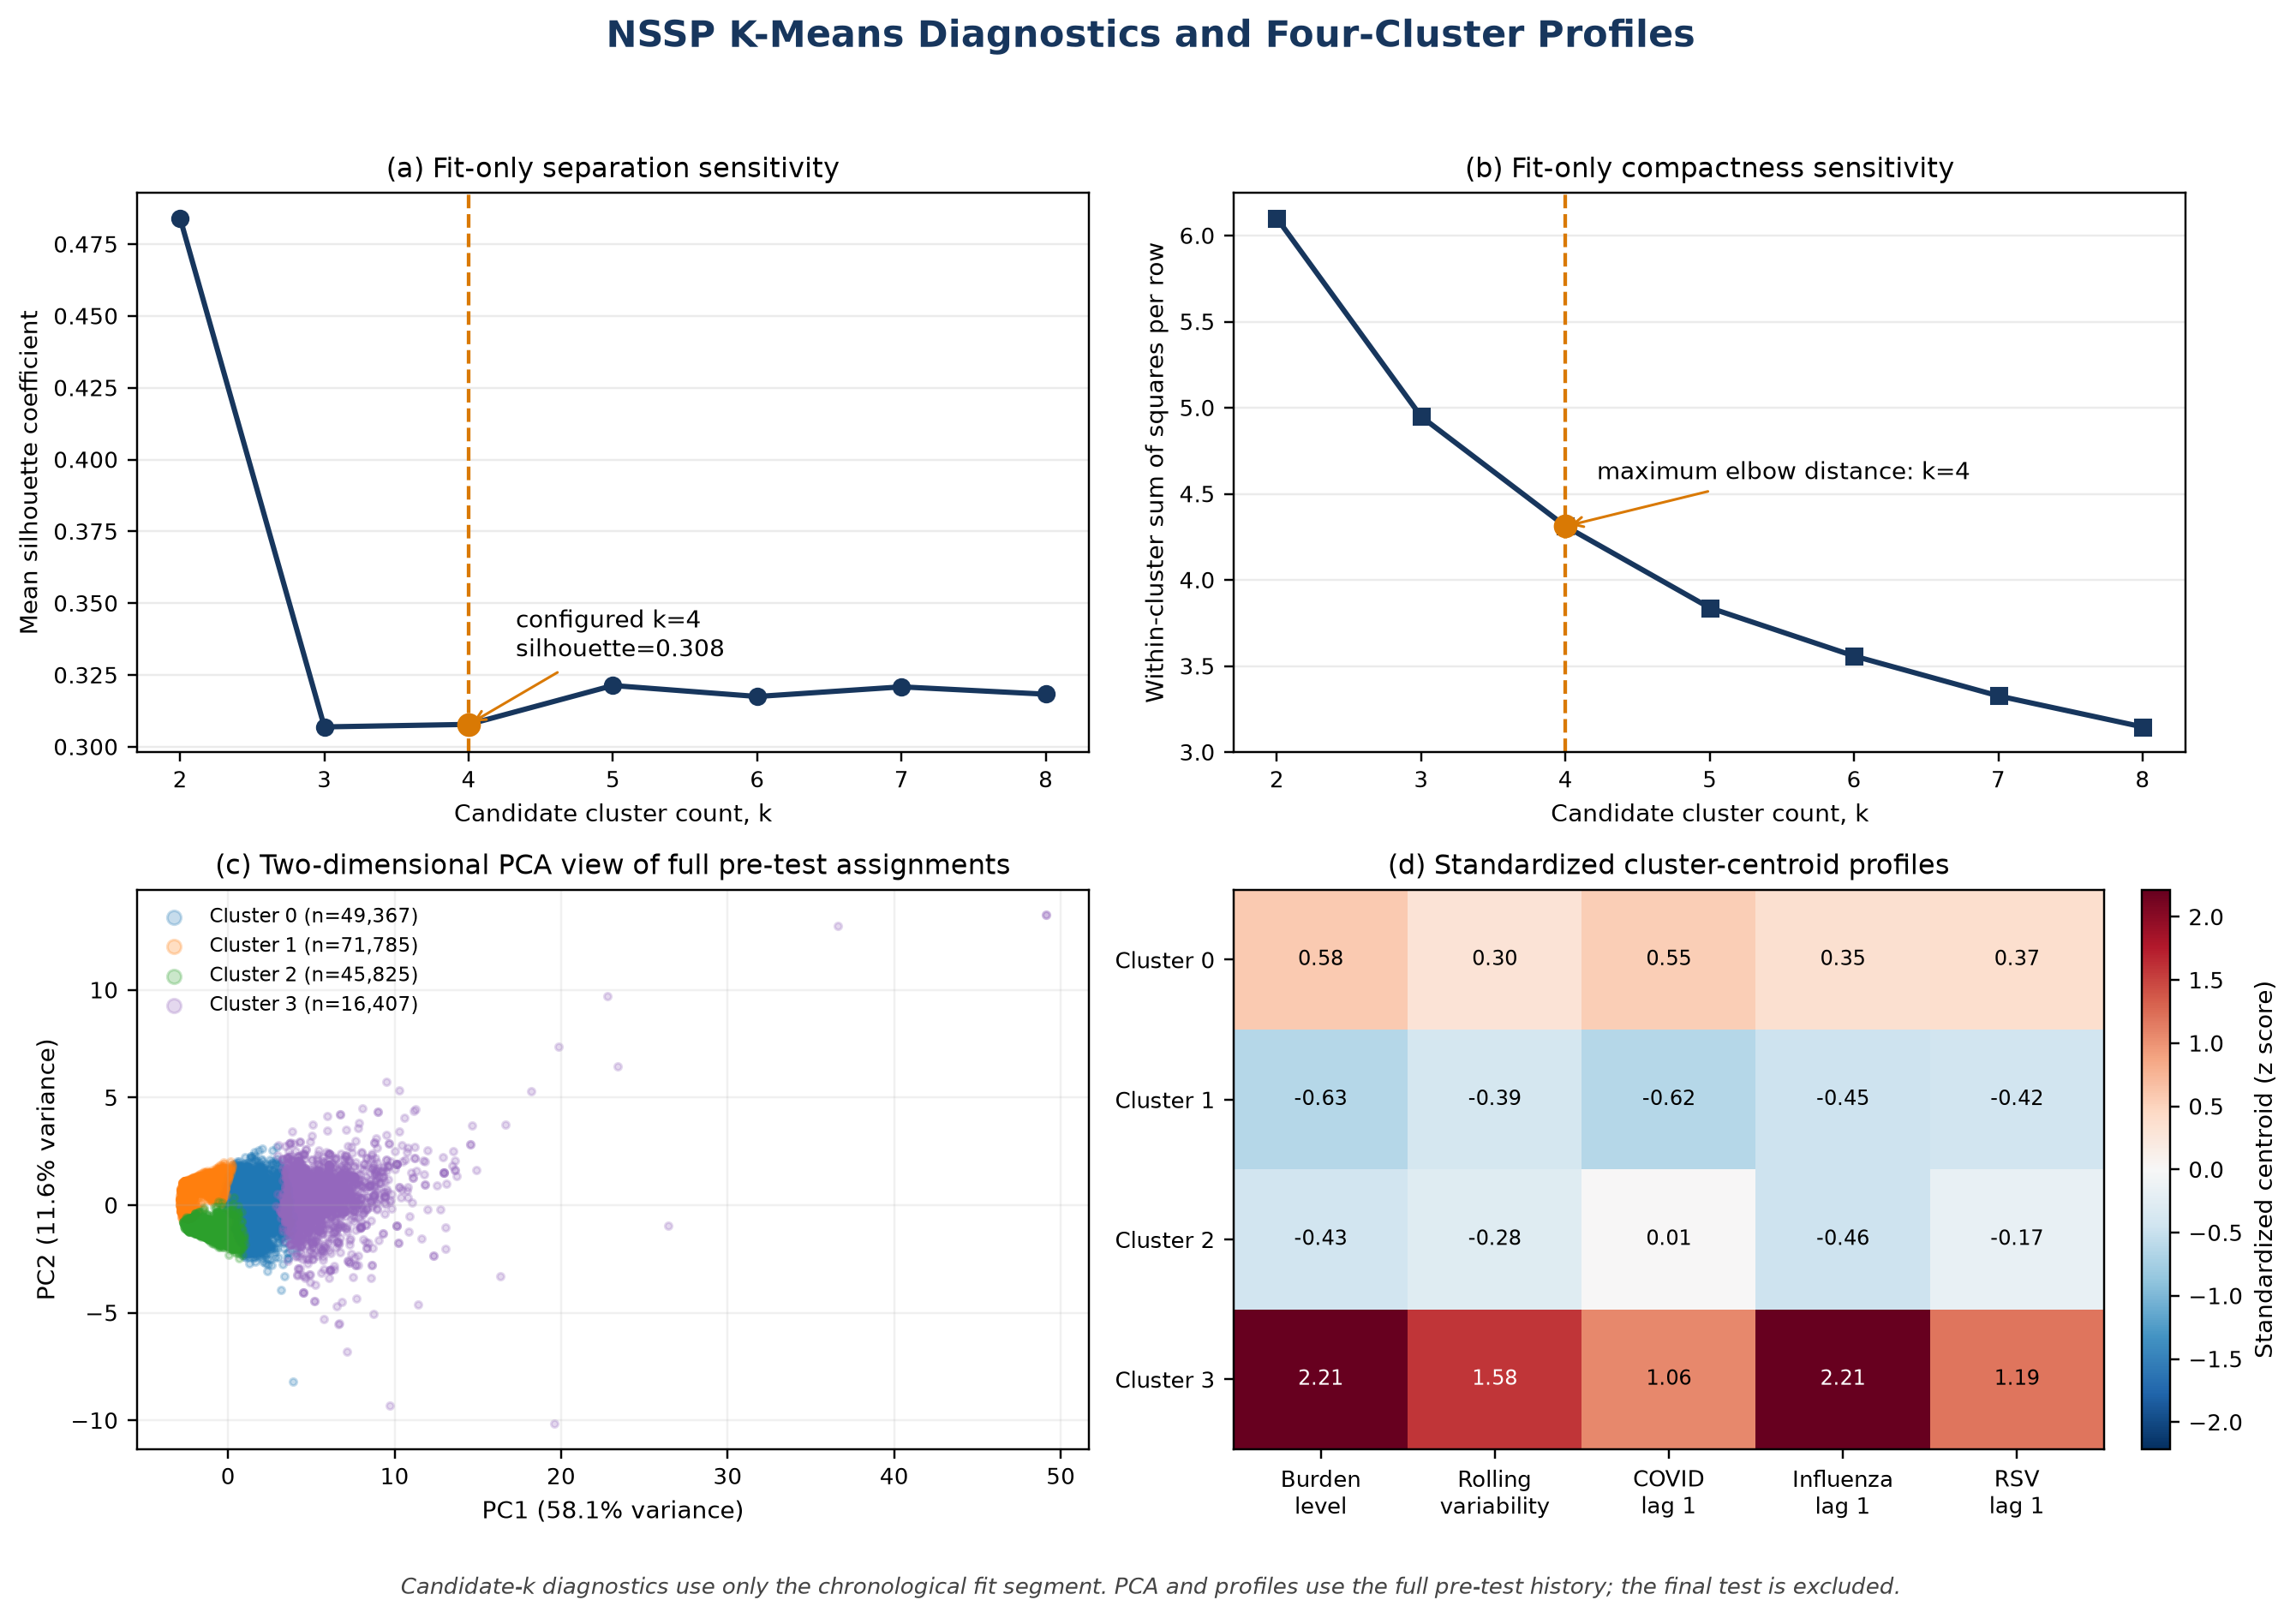 NSSP K-Means Diagnostics and Four-Cluster Profiles
(a) Fit-only separation sensitivity
Mean silhouette coefficient
0.475
0.450
0.425
0.400
0.375
0.350
0.325
0.300
configured k=4
silhouette=0.308
2 3 4 5 6 7 8
Candidate cluster count, k
(b) Fit-only compactness sensitivity
Within-cluster sum of squares per row
6.0
5.5
5.0
4.5
4.0
3.5
3.0
maximum elbow distance: k=4
2 3 4 5 6 7 8
Candidate cluster count, k
(c) Two-dimensional PCA view of full pre-test assignments
Cluster 0 (n=49,367)
Cluster 1 (n=71,785)
Cluster 2 (n=45,825)
Cluster 3 (n=16,407)
PC2 (11.6% variance)
10
5
0
−5
−10
0 10 20 30 40 50
PC1 (58.1% variance)
(d) Standardized cluster-centroid profiles
Cluster 0 0.58 0.30 0.55 0.35 0.37
Cluster 1 -0.63 -0.39 -0.62 -0.45 -0.42
Cluster 2 -0.43 -0.28 0.01 -0.46 -0.17
Cluster 3 2.21 1.58 1.06 2.21 1.19
Burden level
Rolling variability
COVID lag 1
Influenza lag 1
RSV lag 1
2.0
1.5
1.0
0.5
0.0
−0.5
−1.0
−1.5
−2.0
Standardized centroid (z score)
Candidate-k diagnostics use only the chronological fit segment. PCA and profiles use the full pre-test history; the final test is excluded.